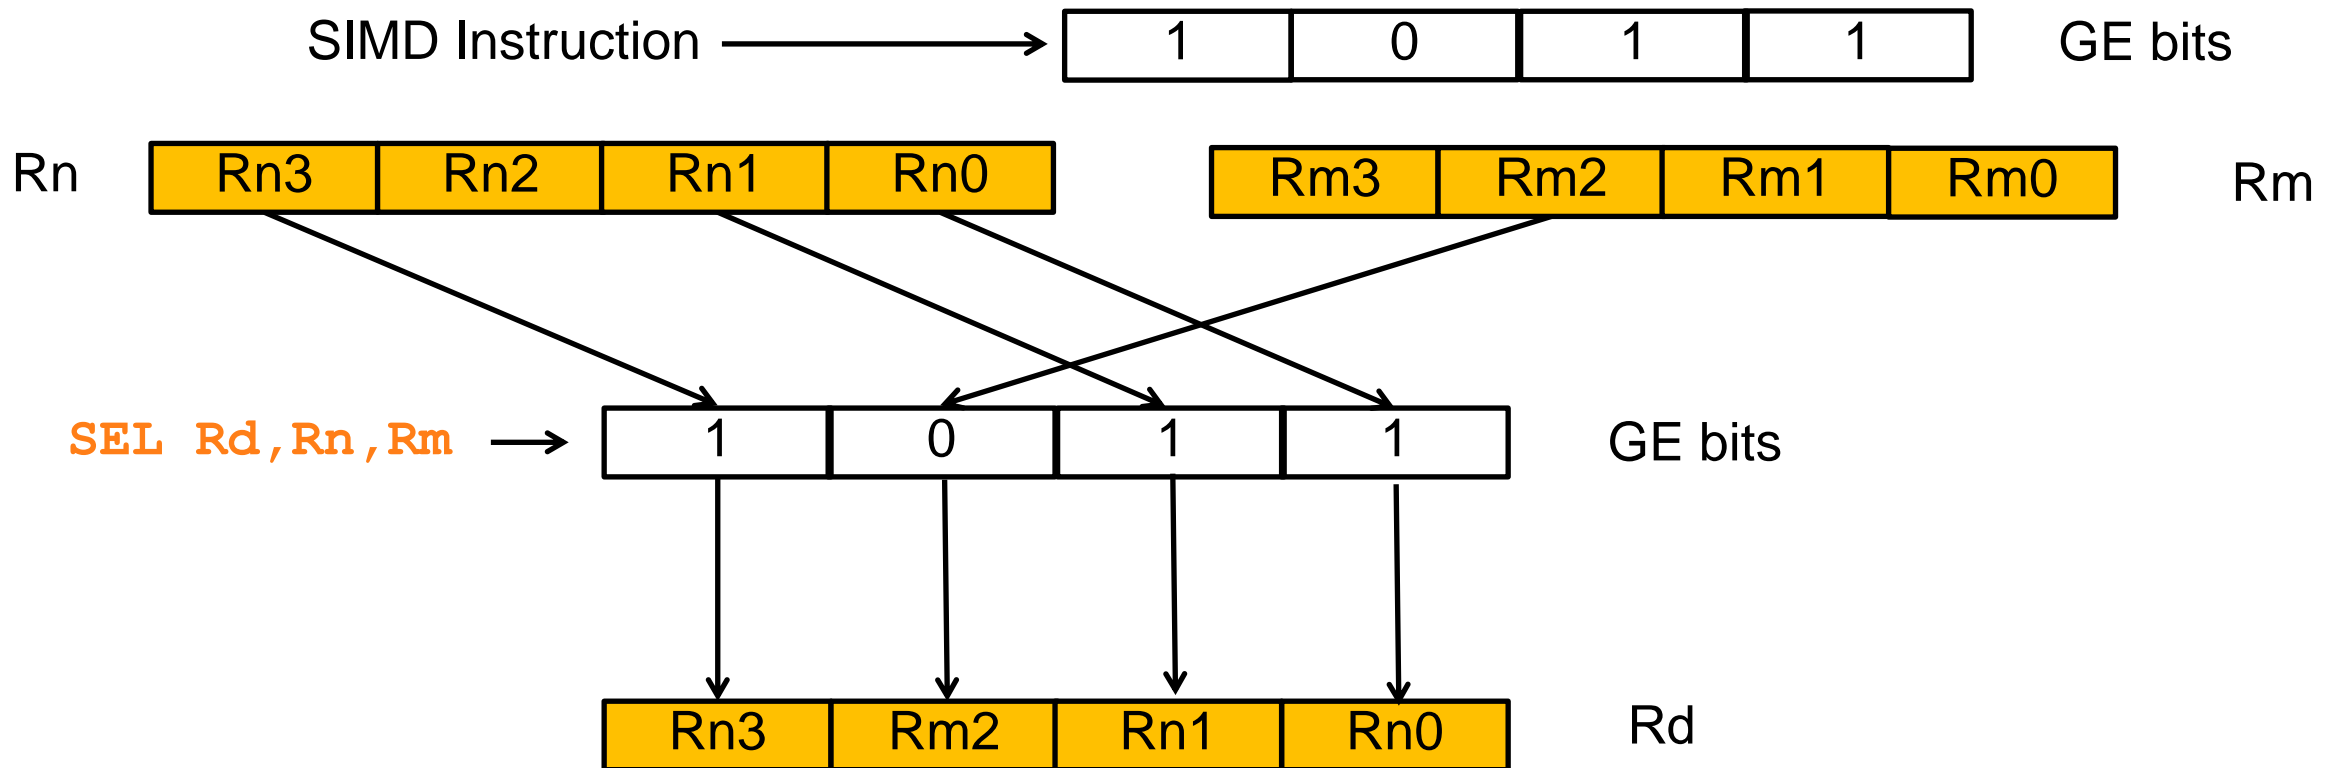 SIMD Instruction 1 0 1 1 GE bits
Rn Rn3 Rn2 Rn1 Rn0 Rm3 Rm2 Rm1 Rm0 Rm
SEL Rd,Rn,Rm 1 0 1 1 GE bits
Rn3 Rm2 Rn1 Rn0 Rd